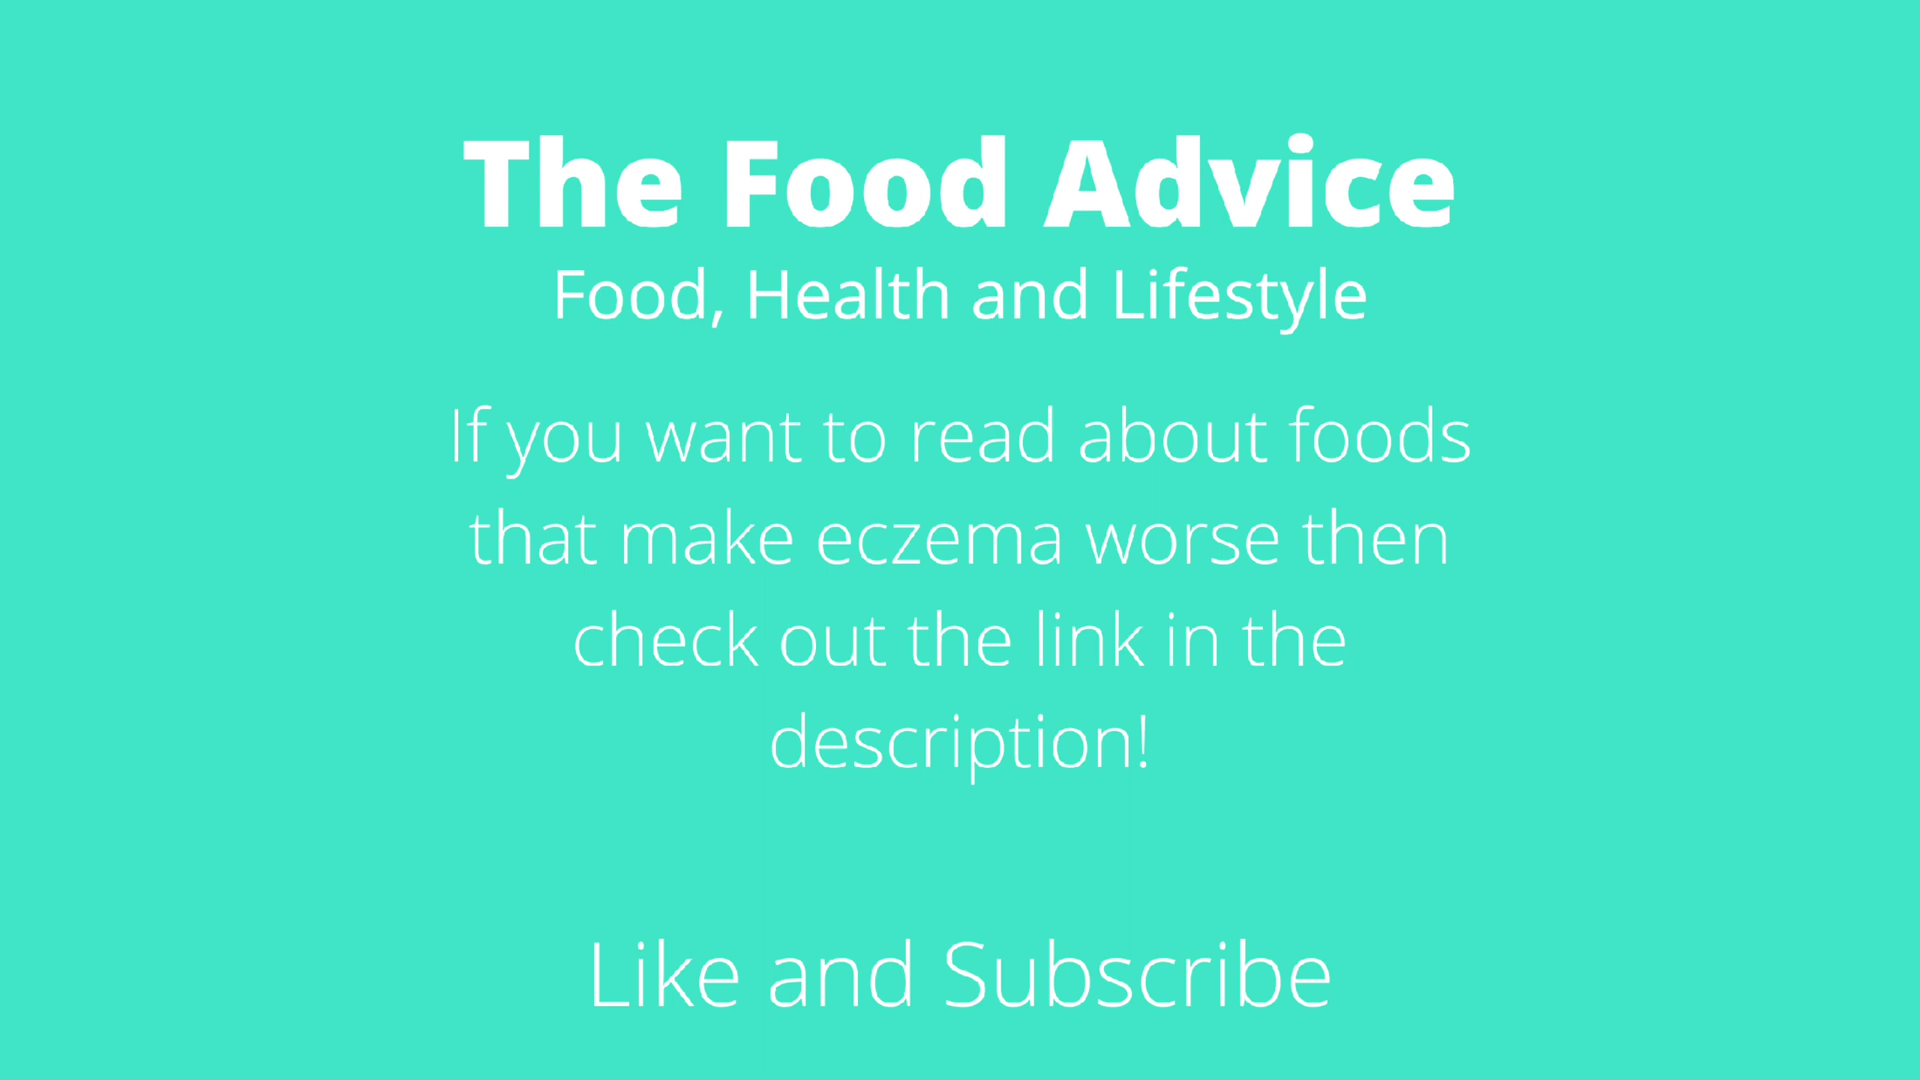 The Food Advice
Food, Health and Lifestyle
If you want to read about foods
that make eczema worse then
check out the link in the
description!
Like and Subscribe